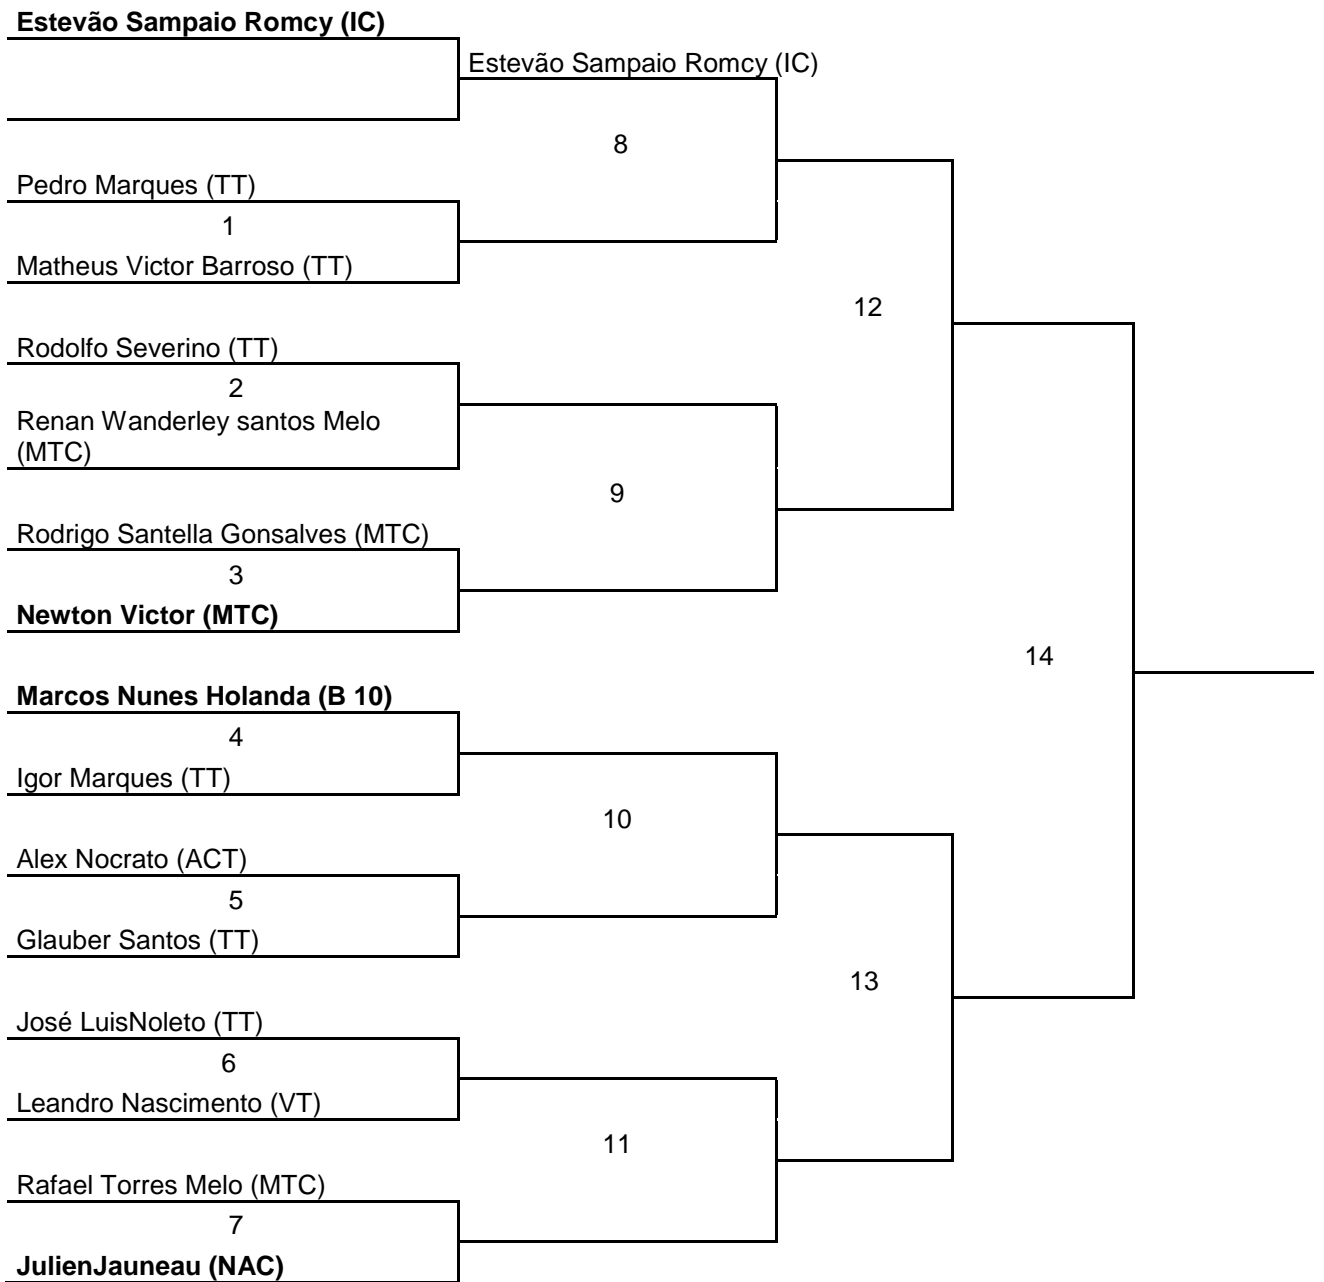 Estevão Sampaio Romcy (IC)
Estevão Sampaio Romcy (IC)
8
Pedro Marques (TT)
1
Matheus Victor Barroso (TT)
12
Rodolfo Severino (TT)
2
Renan Wanderley santos Melo
(MTC)
9
Rodrigo Santella Gonsalves (MTC)
3
Newton Victor (MTC)
14
Marcos Nunes Holanda (B 10)
4
Igor Marques (TT)
10
Alex Nocrato (ACT)
5
Glauber Santos (TT)
13
José LuisNoleto (TT)
6
Leandro Nascimento (VT)
11
Rafael Torres Melo (MTC)
7
JulienJauneau (NAC)